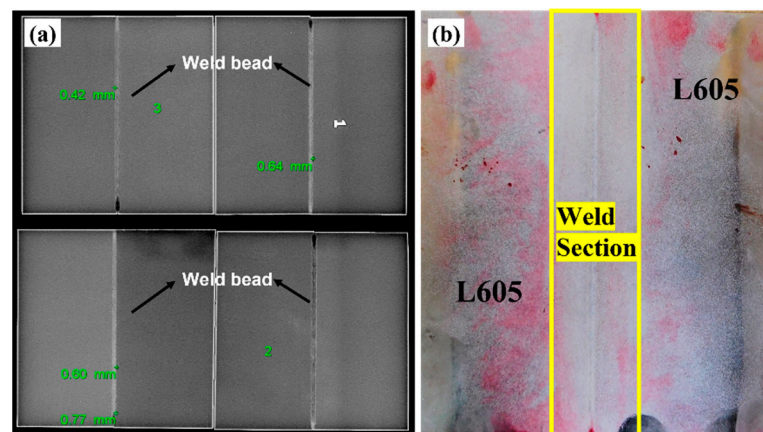 (a)
Weld bead
0.42 mm
3
1
0.64 mm
Weld bead
2
0.60 mm
0.77 mm
(b)
L605
Weld
Section
L605